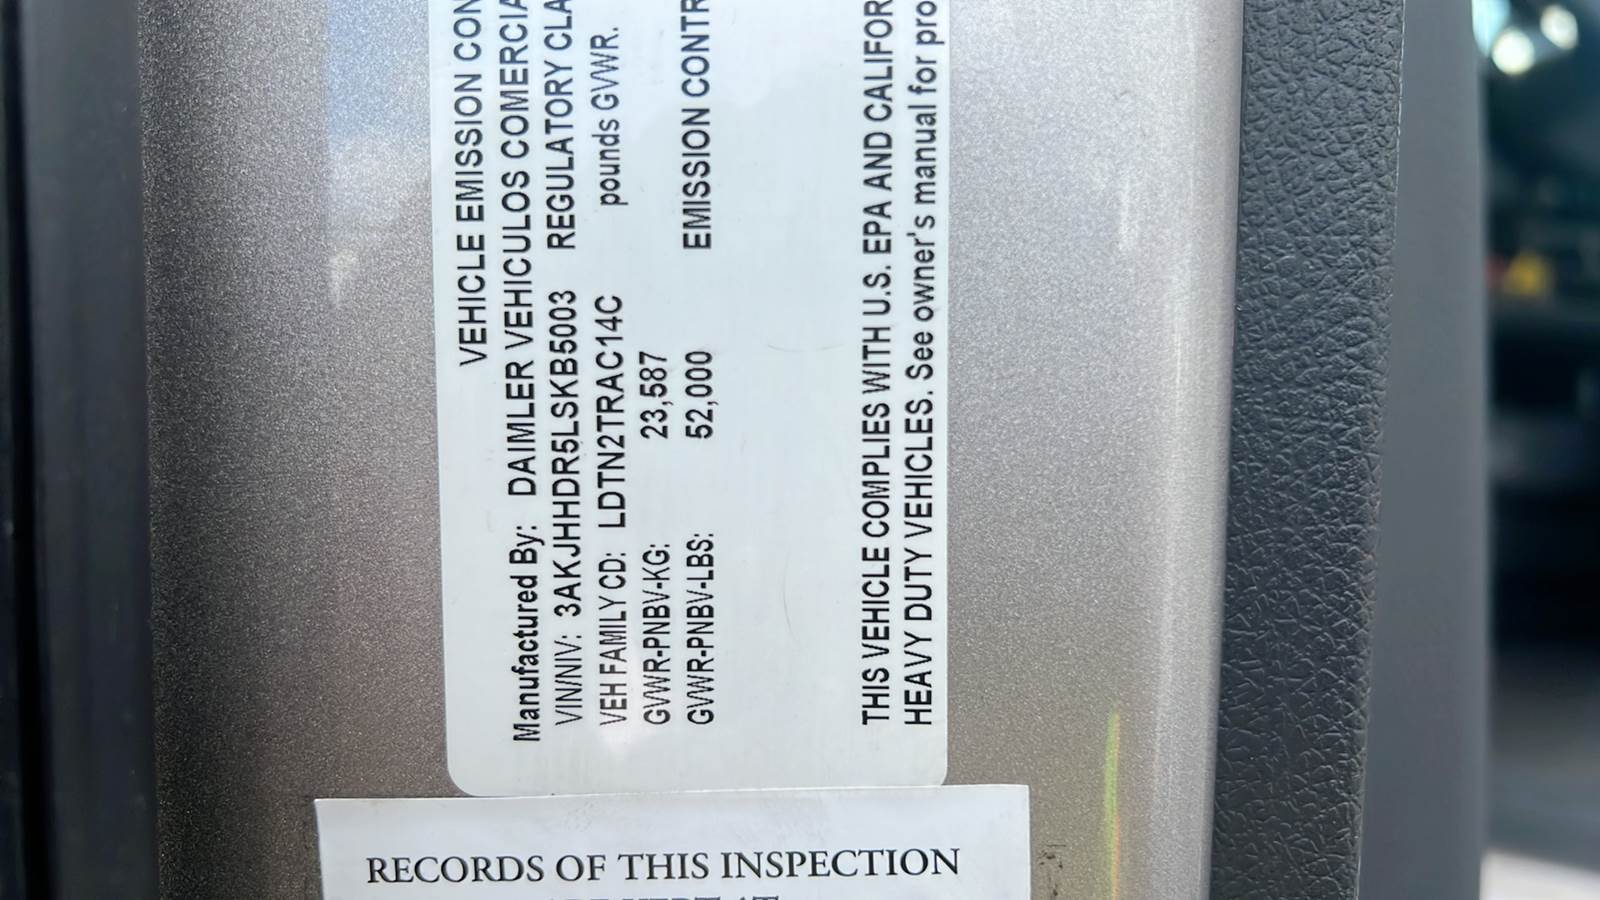 VEHICLE EMISSION CON
Manufactured By: DAIMLER VEHICULOS COMERCIA
VIN/NIV: 3AKJHHDR5LSKB5003 REGULATORY CLA
VEH FAMILY CD: LDTN2TRAC14C pounds GVWR.
GVWR-PNBV-KG: 23,587
GVWR-PNBV-LBS: 52,000 EMISSION CONTR
THIS VEHICLE COMPLIES WITH U.S. EPA AND CALIFOR
HEAVY DUTY VEHICLES. See owner's manual for pro
RECORDS OF THIS INSPECTION